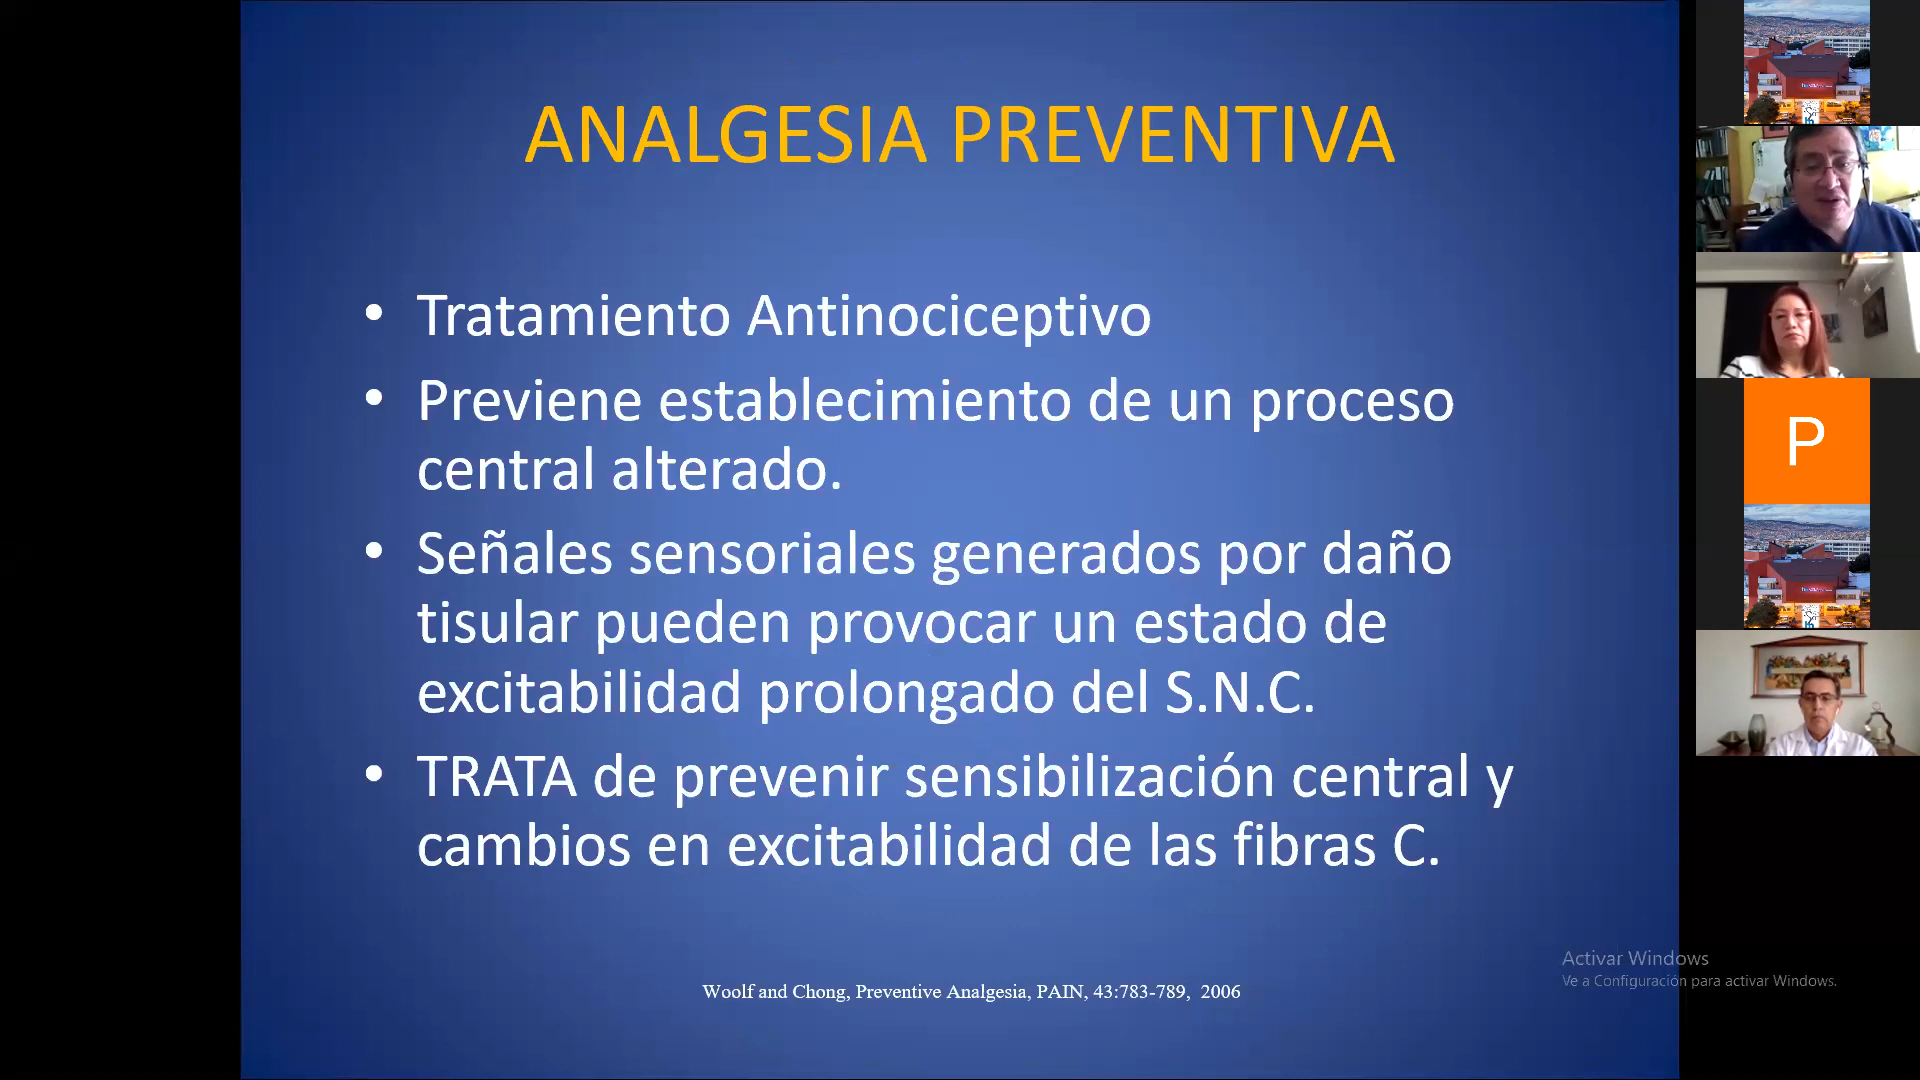 ANALGESIA PREVENTIVA
• Tratamiento Antinociceptivo
• Previene establecimiento de un proceso
central alterado.
• Señales sensoriales generados por daño
tisular pueden provocar un estado de
excitabilidad prolongado del S.N.C.
• TRATA de prevenir sensibilización central y
cambios en excitabilidad de las fibras C.
Woolf and Chong, Preventive Analgesia, PAIN, 43:783-789, 2006
P
Activar Windows
Ve a Configuración para activar Windows.